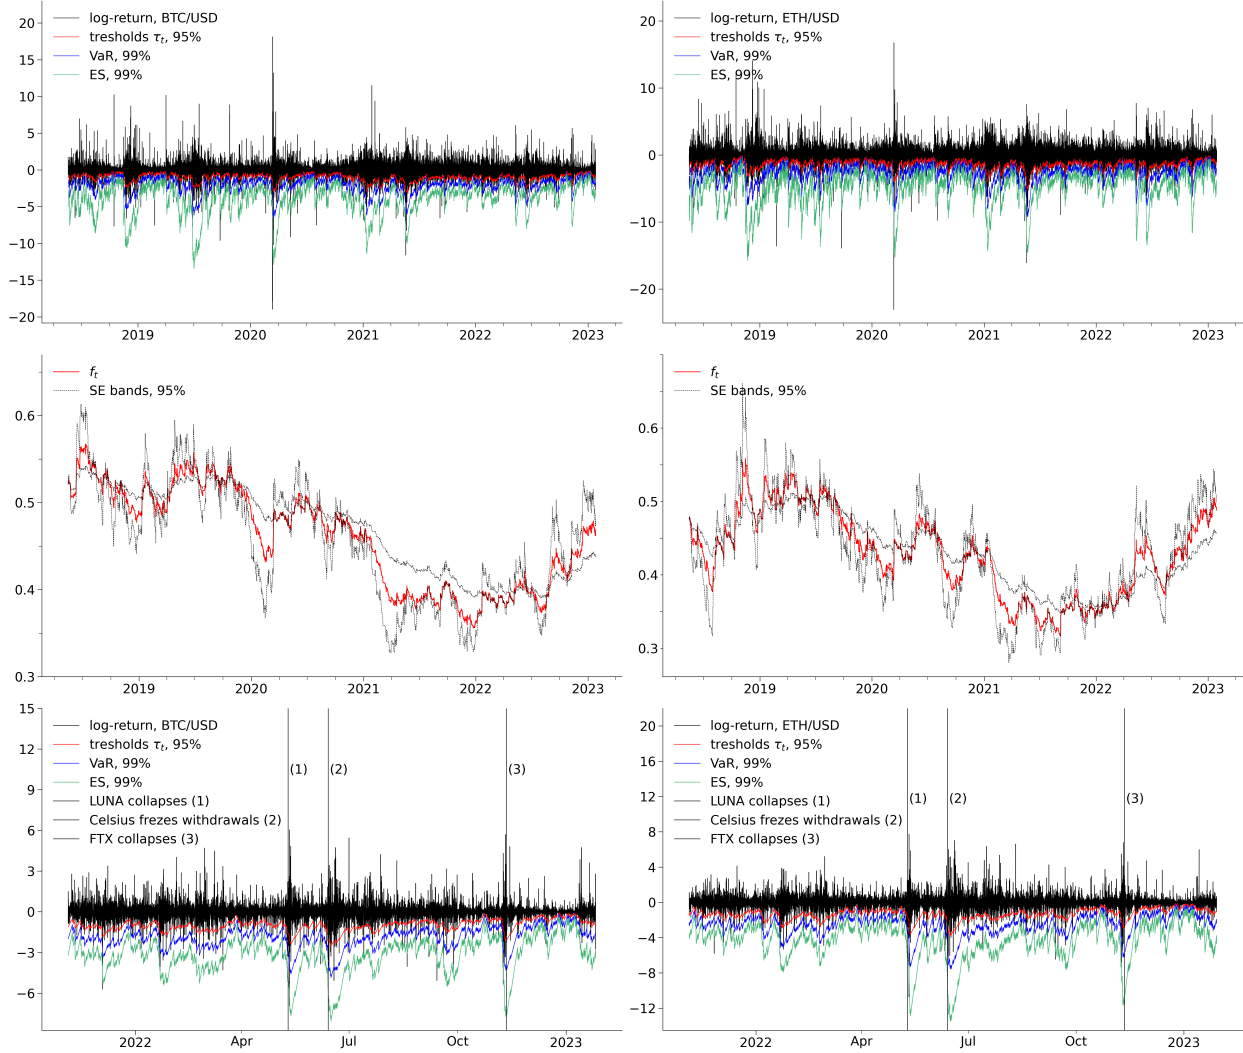 log-return, BTC/USD
tresholds τt, 95%
VaR, 99%
ES, 99%
20
15
10
5
0
−5
−10
−15
−20
2019 2020 2021 2022 2023
log-return, ETH/USD
tresholds τt, 95%
VaR, 99%
ES, 99%
20
10
0
−10
−20
2019 2020 2021 2022 2023
ft
SE bands, 95%
0.6
0.5
0.4
0.3
2019 2020 2021 2022 2023
ft
SE bands, 95%
0.6
0.5
0.4
0.3
2019 2020 2021 2022 2023
log-return, BTC/USD
tresholds τt, 95%
VaR, 99%
ES, 99%
LUNA collapses (1)
Celsius frezes withdrawals (2)
FTX collapses (3)
(1) (2) (3)
15
12
9
6
3
0
−3
−6
2022 Apr Jul Oct 2023
log-return, ETH/USD
tresholds τt, 95%
VaR, 99%
ES, 99%
LUNA collapses (1)
Celsius frezes withdrawals (2)
FTX collapses (3)
(1) (2) (3)
20
16
12
8
4
0
−4
−8
−12
2022 Apr Jul Oct 2023